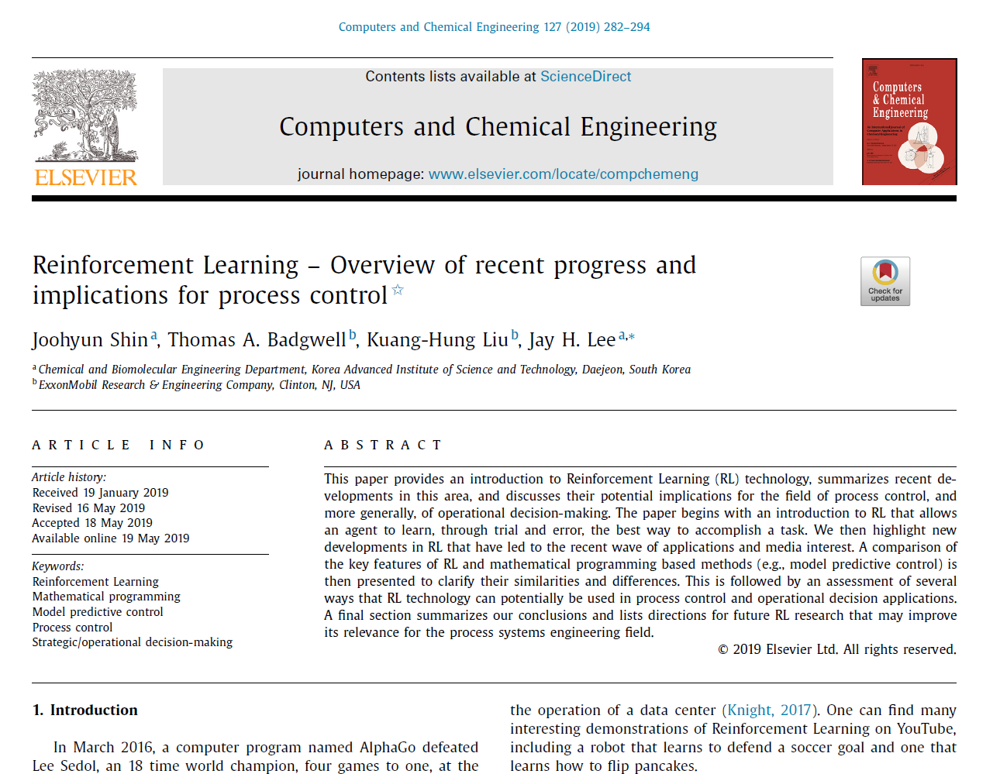 Computers and Chemical Engineering 127 (2019) 282–294
Contents lists available at ScienceDirect
Computers and Chemical Engineering
journal homepage: www.elsevier.com/locate/compchemeng
ELSEVIER
Computers
& Chemical
Engineering
Reinforcement Learning – Overview of recent progress and
implications for process control☆
Check for
updates
Joohyun Shin a, Thomas A. Badgwell b, Kuang-Hung Liu b, Jay H. Lee a,*
a Chemical and Biomolecular Engineering Department, Korea Advanced Institute of Science and Technology, Daejeon, South Korea
b ExxonMobil Research & Engineering Company, Clinton, NJ, USA
ARTICLE INFO
Article history:
Received 19 January 2019
Revised 16 May 2019
Accepted 18 May 2019
Available online 19 May 2019
Keywords:
Reinforcement Learning
Mathematical programming
Model predictive control
Process control
Strategic/operational decision-making
ABSTRACT
This paper provides an introduction to Reinforcement Learning (RL) technology, summarizes recent de-
velopments in this area, and discusses their potential implications for the field of process control, and
more generally, of operational decision-making. The paper begins with an introduction to RL that allows
an agent to learn, through trial and error, the best way to accomplish a task. We then highlight new
developments in RL that have led to the recent wave of applications and media interest. A comparison of
the key features of RL and mathematical programming based methods (e.g., model predictive control) is
then presented to clarify their similarities and differences. This is followed by an assessment of several
ways that RL technology can potentially be used in process control and operational decision applications.
A final section summarizes our conclusions and lists directions for future RL research that may improve
its relevance for the process systems engineering field.
© 2019 Elsevier Ltd. All rights reserved.
1. Introduction
In March 2016, a computer program named AlphaGo defeated
Lee Sedol, an 18 time world champion, four games to one, at the
the operation of a data center (Knight, 2017). One can find many
interesting demonstrations of Reinforcement Learning on YouTube,
including a robot that learns to defend a soccer goal and one that
learns how to flip pancakes.